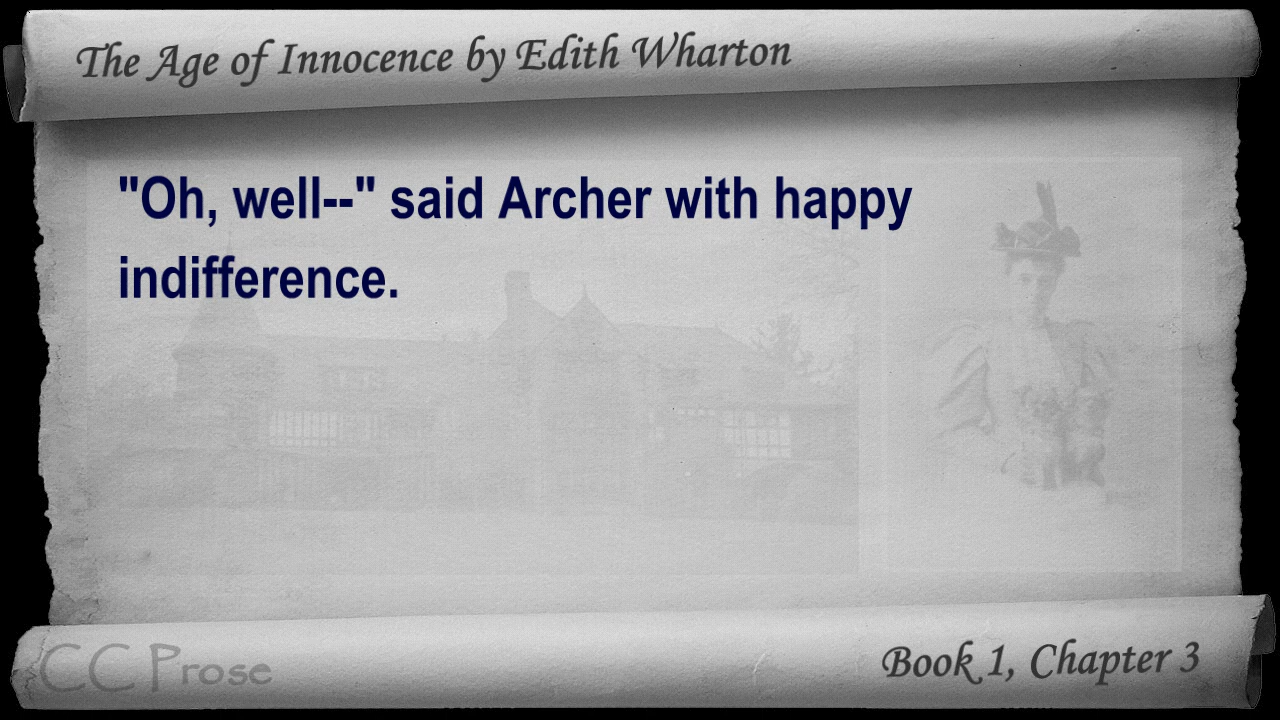 The Age of Innocence by Edith Wharton
"Oh, well--" said Archer with happy
indifference.
CC Prose
Book 1, Chapter 3